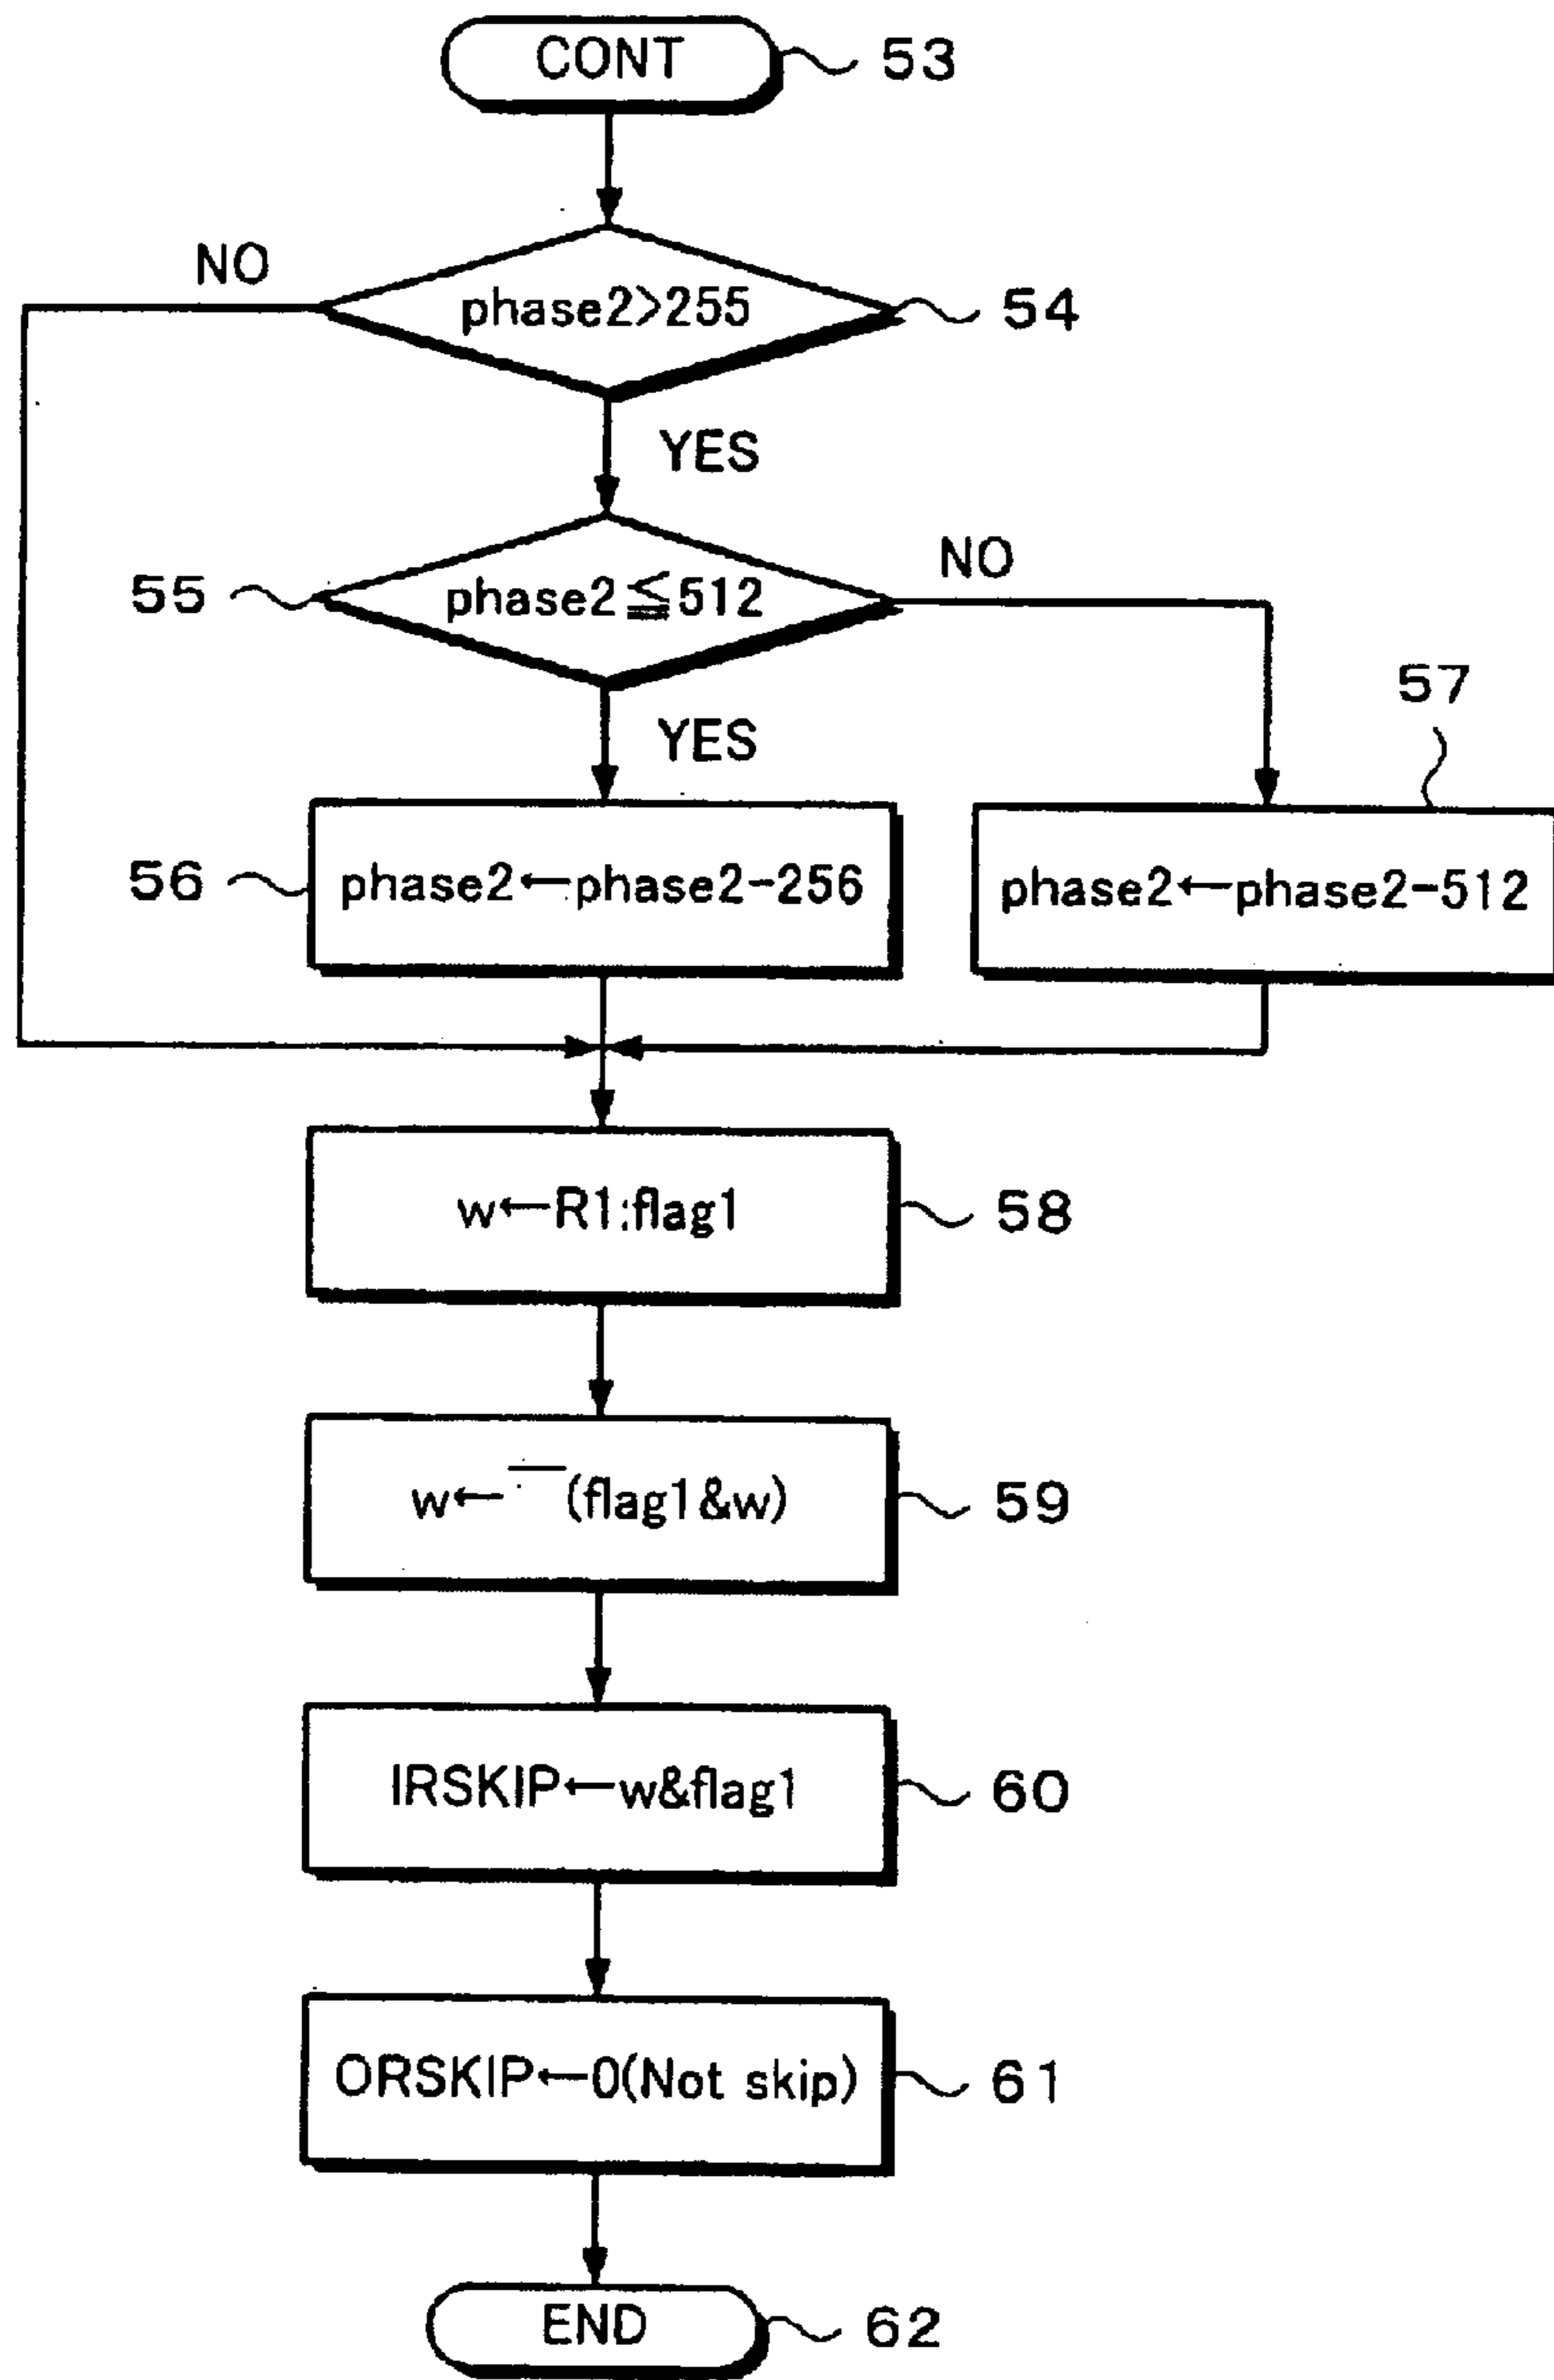 CONT 53
NO
phase2>255 54
YES
NO
55 phase2≦512
57
YES
56 phase2←phase2-256
phase2←phase2-512
w←R1:flag1 58
w←‾(flag1&w) 59
IRSKIP←w&flag1 60
ORSKIP←0(Not skip) 61
END 62